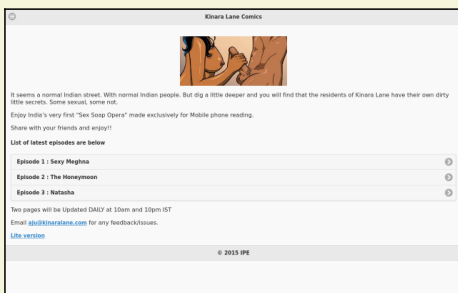 Kinara Lane Comics
It seems a normal Indian street. With normal Indian people. But dig a little deeper and you will find that the residents of Kinara Lane have their own dirty
little secrets. Some sexual, some not.
Enjoy India's very first "Sex Soap Opera" made exclusively for Mobile phone reading.
Share with your friends and enjoy!!
List of latest episodes are below
Episode 1 : Sexy Meghna
Episode 2 : The Honeymoon
Episode 3 : Natasha
Two pages will be Updated DAILY at 10am and 10pm IST
Email aju@kinaralane.com for any feedback/issues.
Lite version
© 2015 IPE